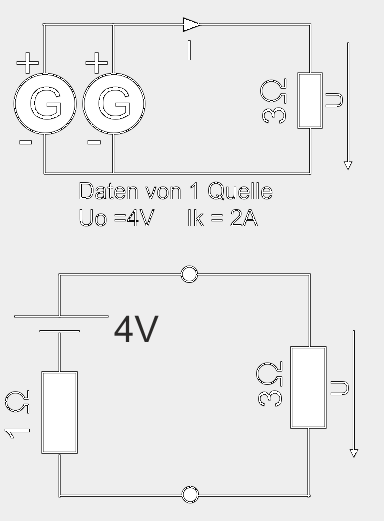 + +
G G
- -
I
3Ω
U
Daten von 1 Quelle
Uo =4V Ik = 2A
4V
1 Ω
3Ω
U